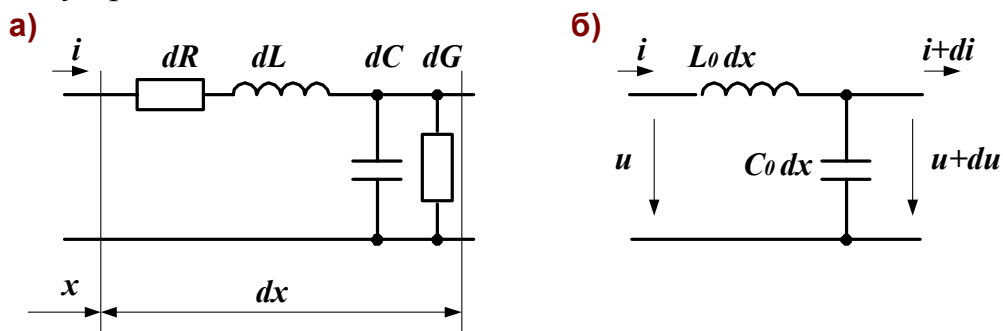 а)
i dR dL dC dG
x dx
б)
i L₀ dx i+di
u C₀ dx u+du